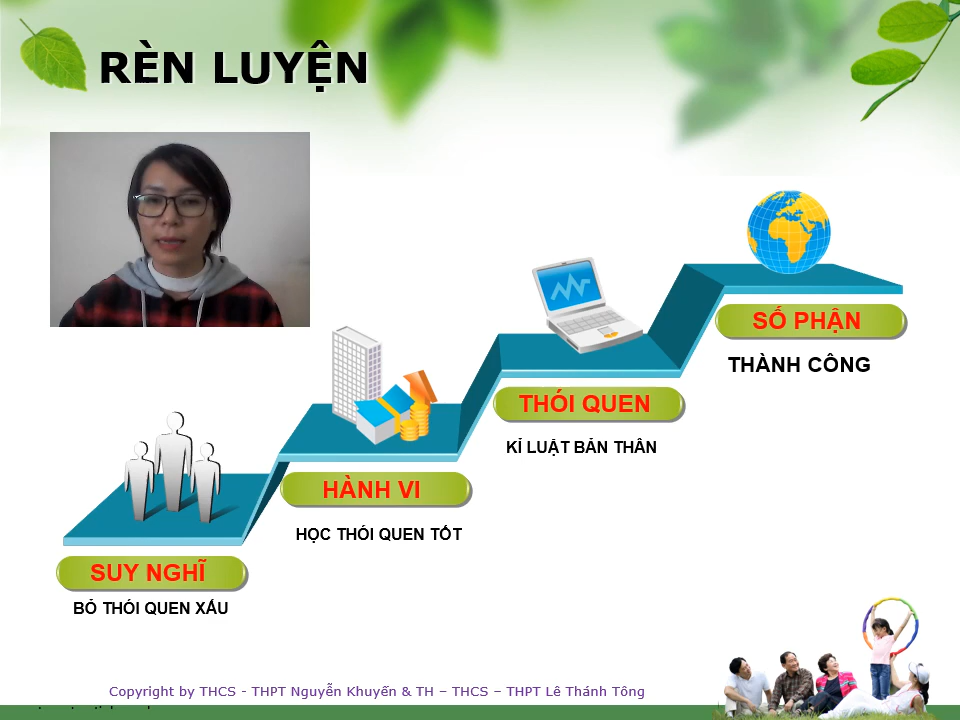 RÈN LUYỆN
SỐ PHẬN
THÀNH CÔNG
THÓI QUEN
KỈ LUẬT BẢN THÂN
HÀNH VI
HỌC THÓI QUEN TỐT
SUY NGHĨ
BỎ THÓI QUEN XẤU
Copyright by THCS - THPT Nguyễn Khuyến & TH – THCS – THPT Lê Thánh Tông